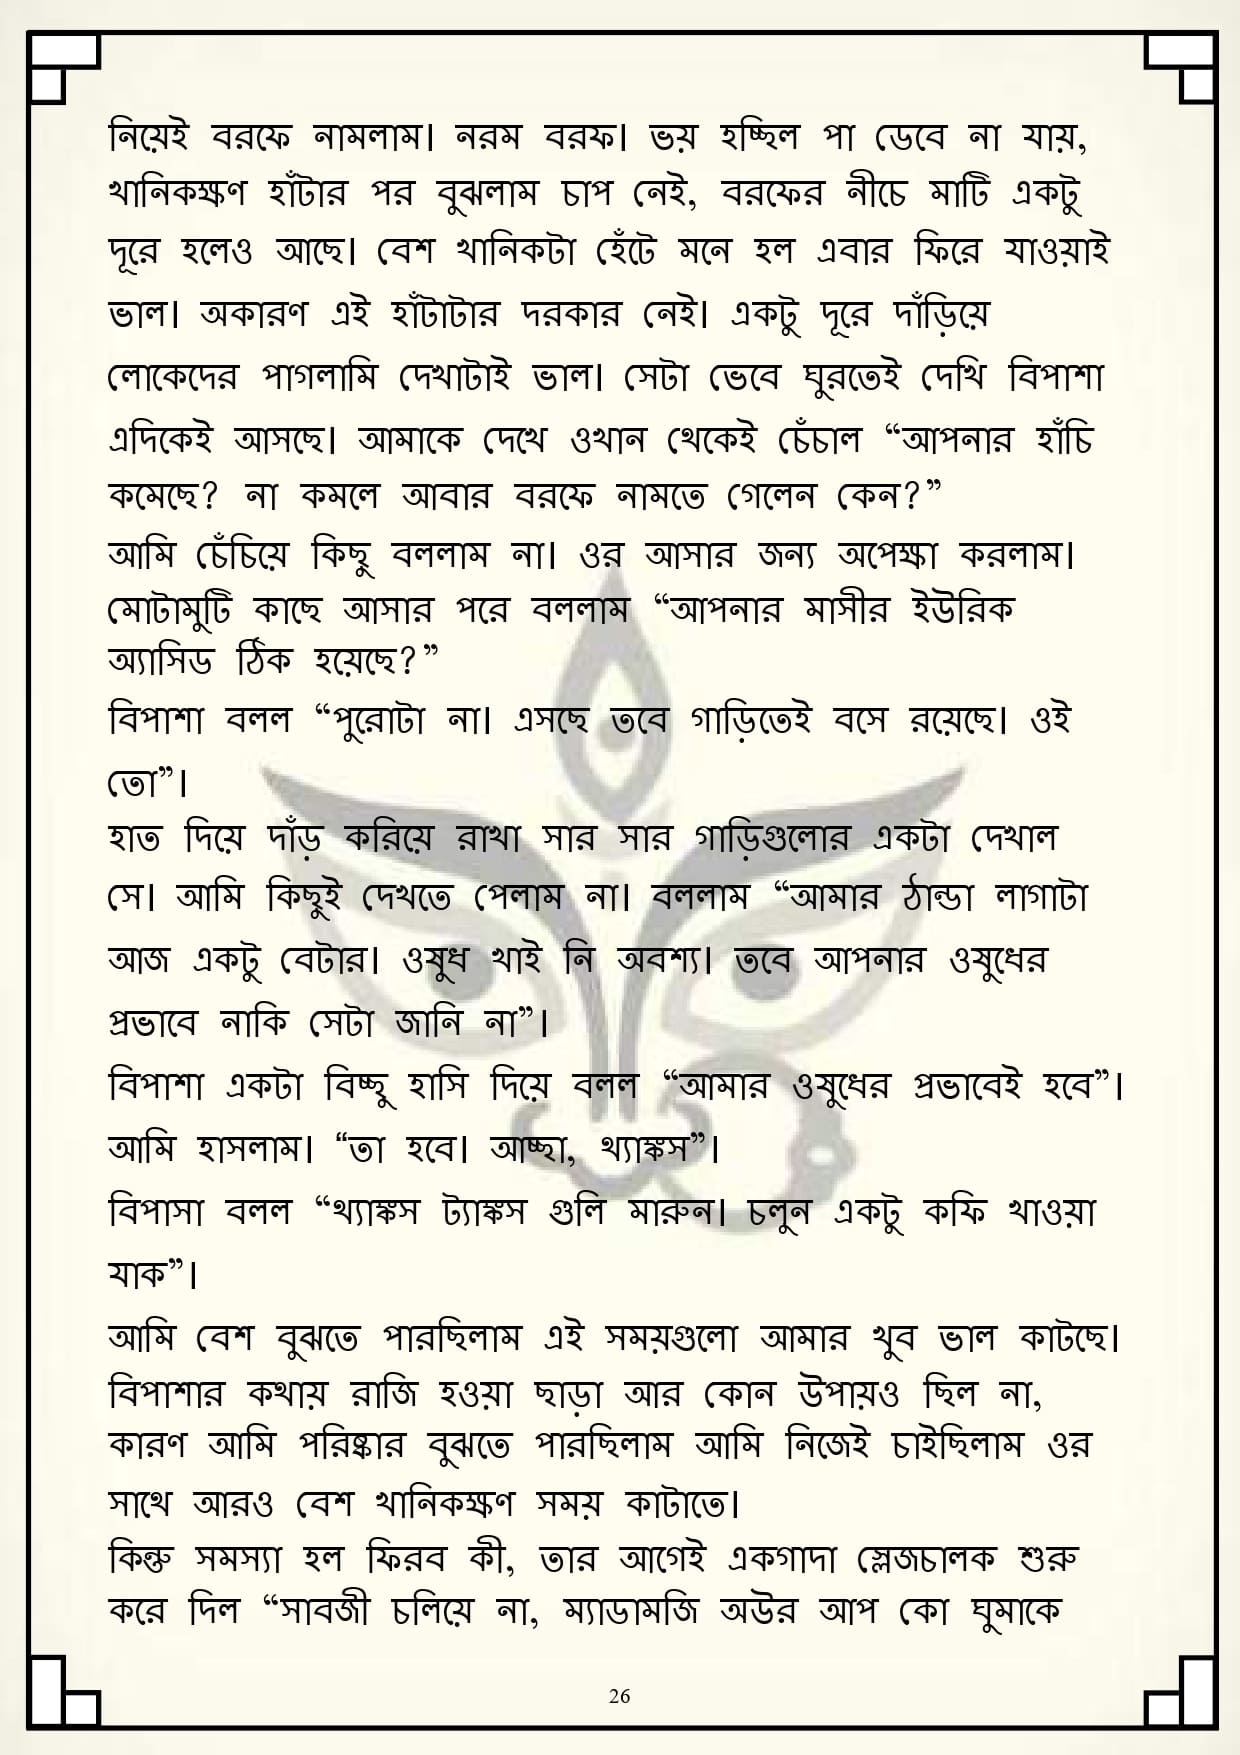 নিয়েই বরফে নামলাম। নরম বরফ। ভয় হচ্ছিল পা ডেবে না যায়,
খানিকক্ষণ হাঁটার পর বুঝলাম চাপ নেই, বরফের নীচে মাটি একটু
দূরে হলেও আছে। বেশ খানিকটা হেঁটে মনে হল এবার ফিরে যাওয়াই
ভাল। অকারণ এই হাঁটাটার দরকার নেই। একটু দূরে দাঁড়িয়ে
লোকেদের পাগলামি দেখাটাই ভাল। সেটা ভেবে ঘুরতেই দেখি বিপাশা
এদিকেই আসছে। আমাকে দেখে ওখান থেকেই চেঁচাল “আপনার হাঁচি
কমেছে? না কমলে আবার বরফে নামতে গেলেন কেন?”
আমি চেঁচিয়ে কিছু বললাম না। ওর আসার জন্য অপেক্ষা করলাম।
মোটামুটি কাছে আসার পরে বললাম “আপনার মাসীর ইউরিক
অ্যাসিড ঠিক হয়েছে?”
বিপাশা বলল “পুরোটা না। এসছে তবে গাড়িতেই বসে রয়েছে। ওই
তো”।
হাত দিয়ে দাঁড় করিয়ে রাখা সার সার গাড়িগুলোর একটা দেখাল
সে। আমি কিছুই দেখতে পেলাম না। বললাম “আমার ঠান্ডা লাগাটা
আজ একটু বেটার। ওষুধ খাই নি অবশ্য। তবে আপনার ওষুধের
প্রভাবে নাকি সেটা জানি না”।
বিপাশা একটা বিচ্ছু হাসি দিয়ে বলল “আমার ওষুধের প্রভাবেই হবে”।
আমি হাসলাম। “তা হবে। আচ্ছা, থ্যাঙ্কস”।
বিপাসা বলল “থ্যাঙ্কস ট্যাঙ্কস গুলি মারুন। চলুন একটু কফি খাওয়া
যাক”।
আমি বেশ বুঝতে পারছিলাম এই সময়গুলো আমার খুব ভাল কাটছে।
বিপাশার কথায় রাজি হওয়া ছাড়া আর কোন উপায়ও ছিল না,
কারণ আমি পরিষ্কার বুঝতে পারছিলাম আমি নিজেই চাইছিলাম ওর
সাথে আরও বেশ খানিকক্ষণ সময় কাটাতে।
কিন্তু সমস্যা হল ফিরব কী, তার আগেই একগাদা স্লেজচালক শুরু
করে দিল “সাবজী চলিয়ে না, ম্যাডামজি অউর আপ কো ঘুমাকে
26